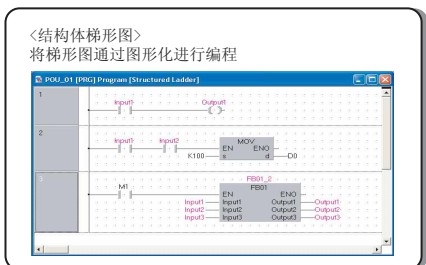 〈结构体梯形图〉
将梯形图通过图形化进行编程
POU_01 [PRG] Program [Structured Ladder]
1
Input1 Output1
2
Input1 Input2 MOV
EN ENO
K100 s d D0
3
FB01_2
M1 FB01
EN ENO
Input1 Input1 Output1 Output1
Input2 Input2 Output2 Output2
Input3 Input3 Output3 Output3